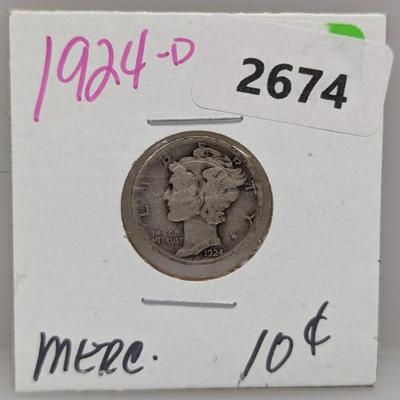 1924-D
2674
LIBERTY
IN GOD
WE TRUST
1924
MERC. 10¢